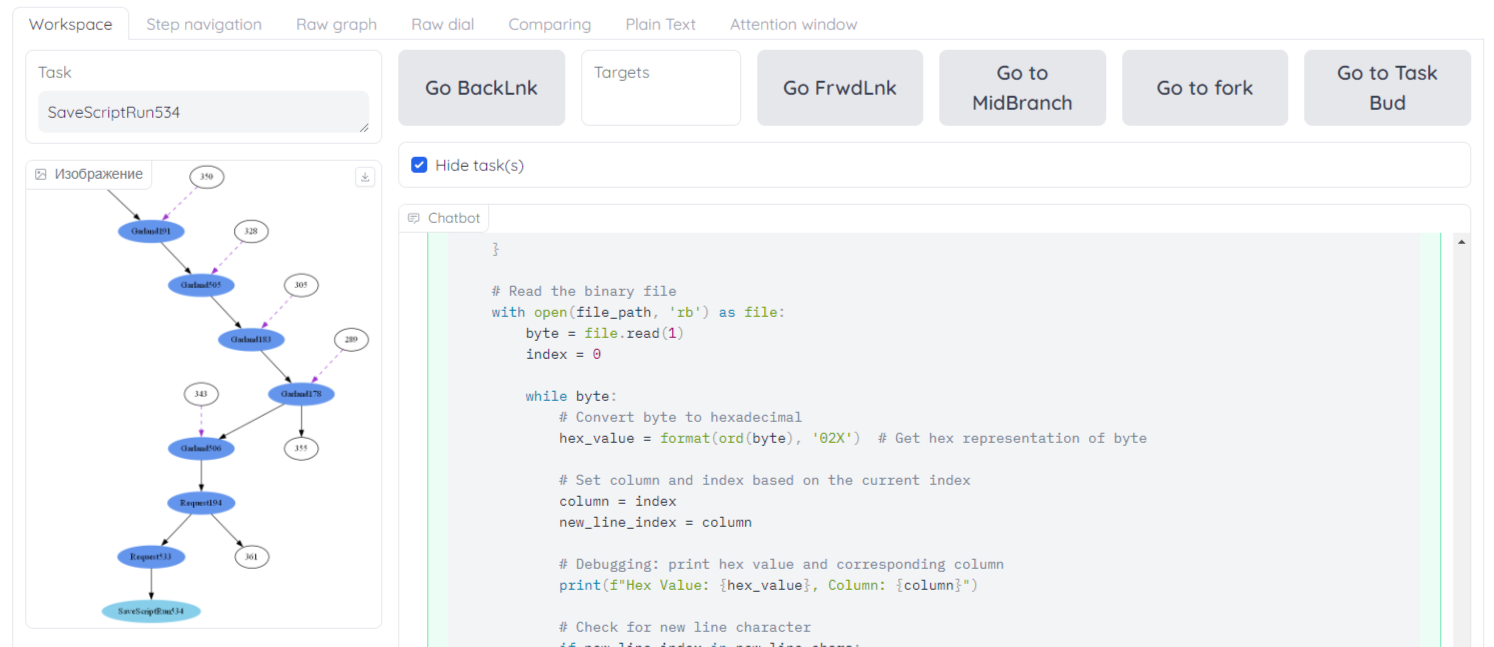 Workspace
Step navigation
Raw graph
Raw dial
Comparing
Plain Text
Attention window
Task
SaveScriptRun534
Go BackLnk
Targets
Go FrwdLnk
Go to
MidBranch
Go to fork
Go to Task
Bud
Hide task(s)
Изображение
350
Garland191
328
Garland505
305
Garland183
289
Garland178
343
Garland506
355
Request194
Request533
361
SaveScriptRun534
Chatbot
}
# Read the binary file
with open(file_path, 'rb') as file:
byte = file.read(1)
index = 0
while byte:
# Convert byte to hexadecimal
hex_value = format(ord(byte), '02X')  # Get hex representation of byte
# Set column and index based on the current index
column = index
new_line_index = column
# Debugging: print hex value and corresponding column
print(f"Hex Value: {hex_value}, Column: {column}")
# Check for new line character
if new_line_index in new_line_chars: